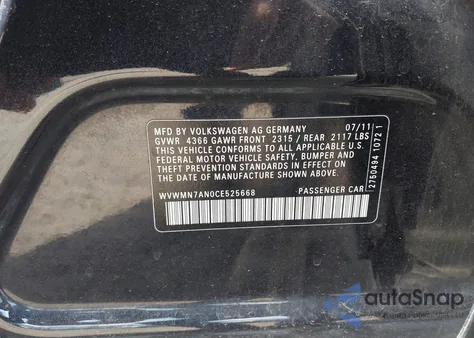 MFD BY VOLKSWAGEN AG GERMANY 07/11
GVWR 4366 GAWR FRONT 2315 / REAR 2117 LBS
THIS VEHICLE CONFORMS TO ALL APPLICABLE U.S.
FEDERAL MOTOR VEHICLE SAFETY, BUMPER AND
THEFT PREVENTION STANDARDS IN EFFECT ON
THE DATE OF MANUFACTURE SHOWN ABOVE
WVWMN7AN0CE525668 PASSENGER CAR
2750494 10721
autoSnap